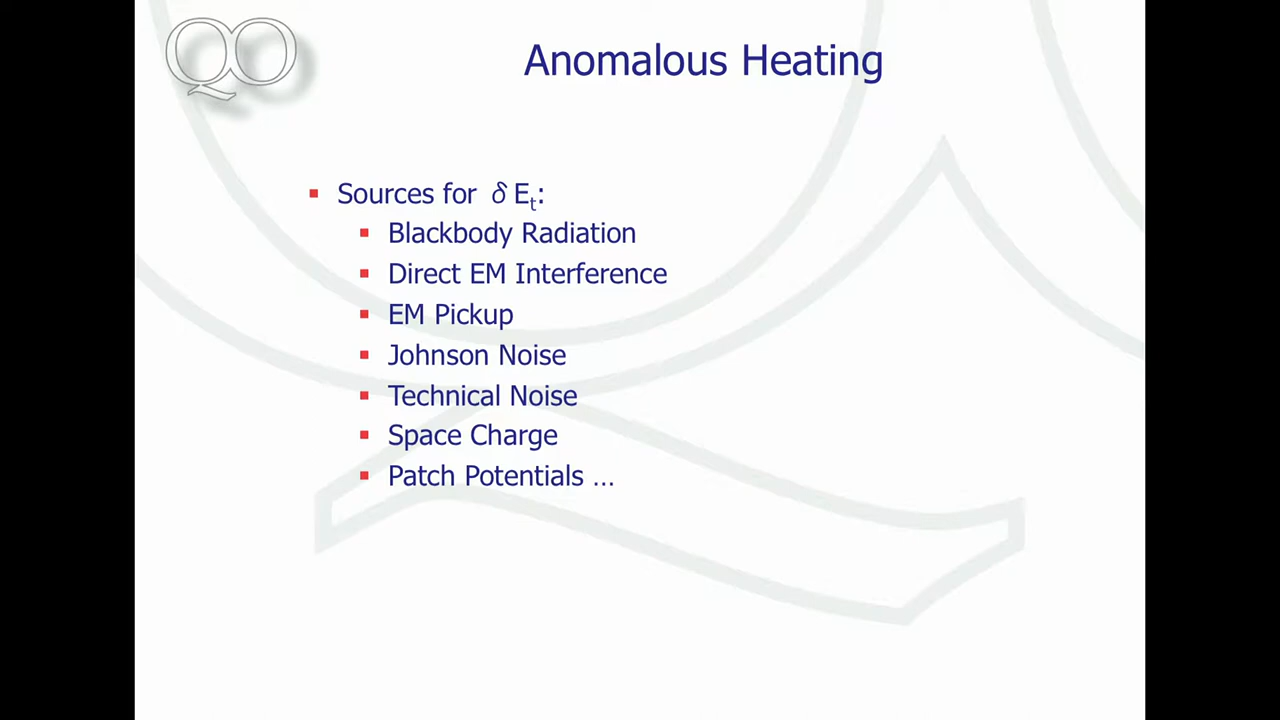 QO
Anomalous Heating
Sources for δ Et:
Blackbody Radiation
Direct EM Interference
EM Pickup
Johnson Noise
Technical Noise
Space Charge
Patch Potentials …